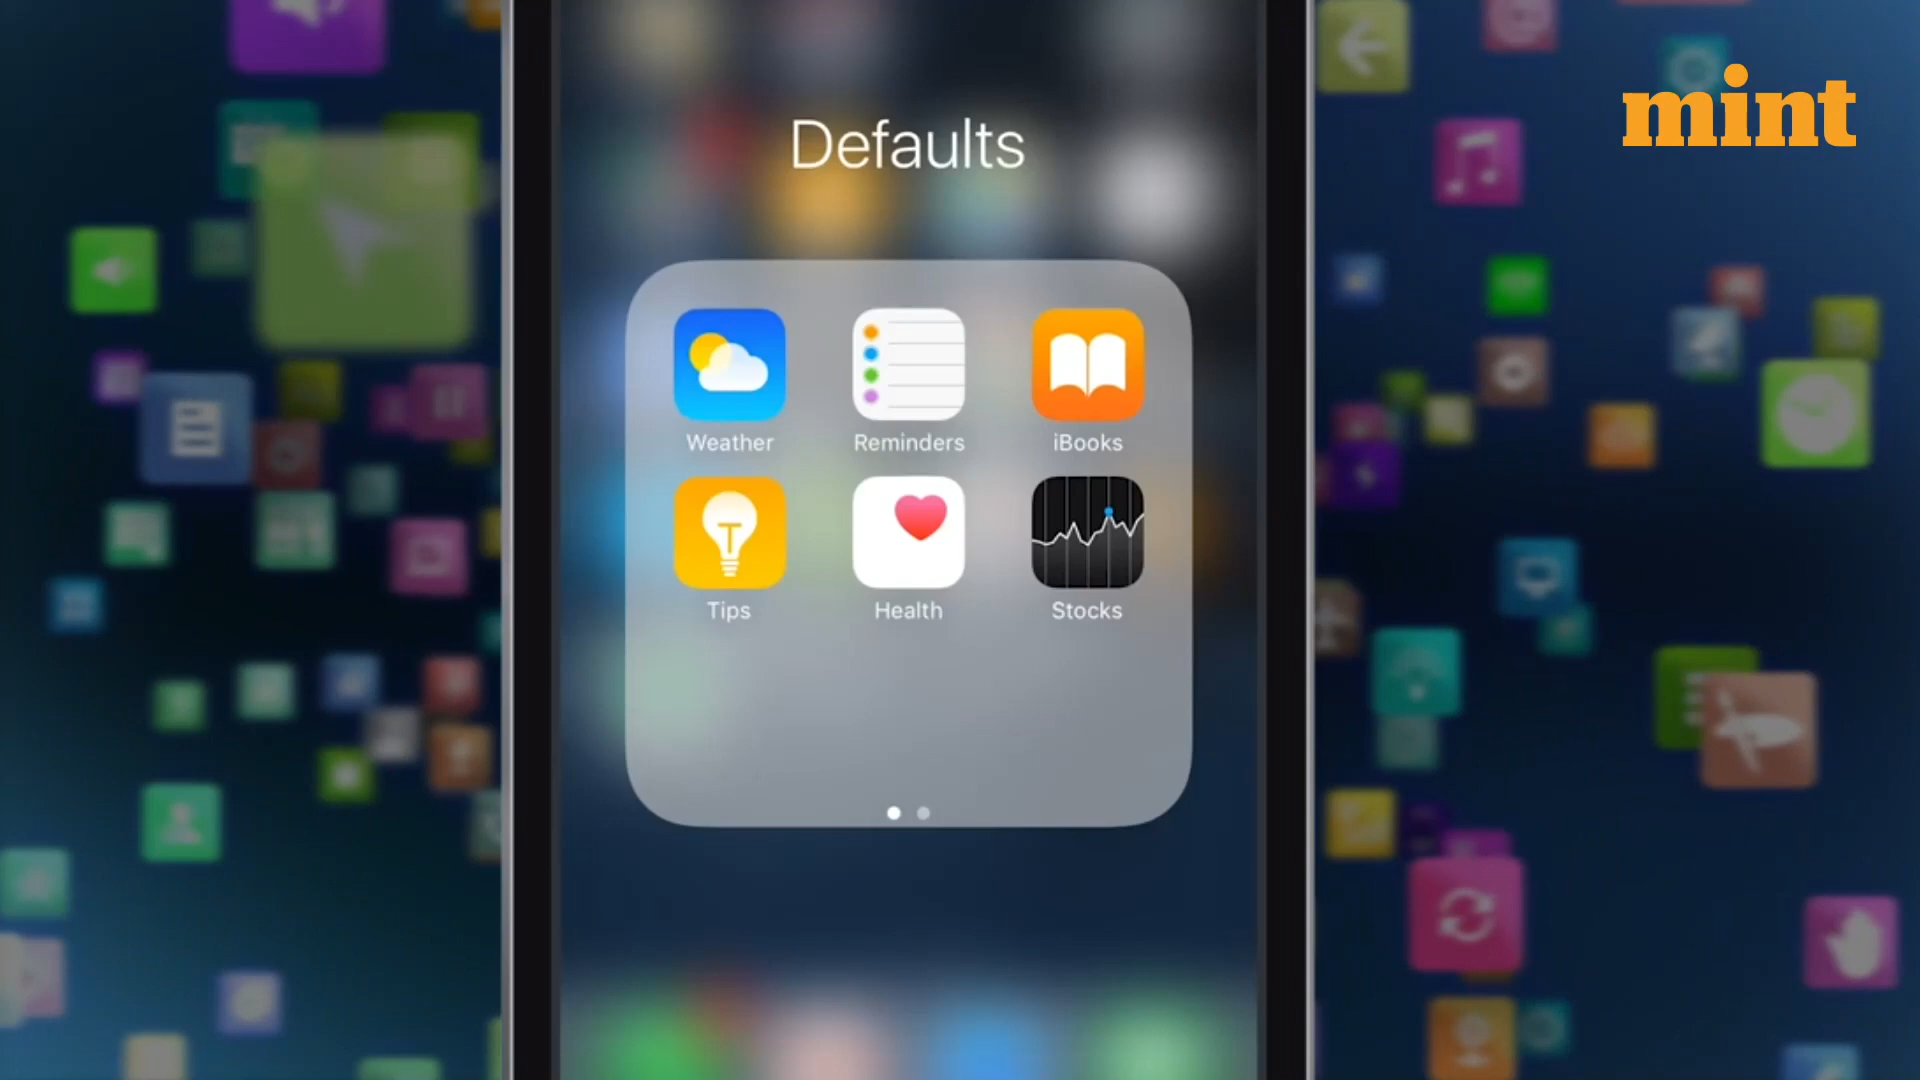 mint
Defaults
Weather
Reminders
iBooks
Tips
Health
Stocks